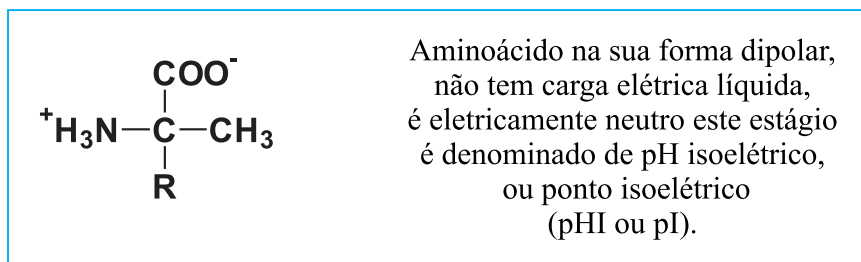 COO⁻
⁺H₃N—C—CH₃
R
Aminoácido na sua forma dipolar,
não tem carga elétrica líquida,
é eletricamente neutro este estágio
é denominado de pH isoelétrico,
ou ponto isoelétrico
(pHI ou pI).